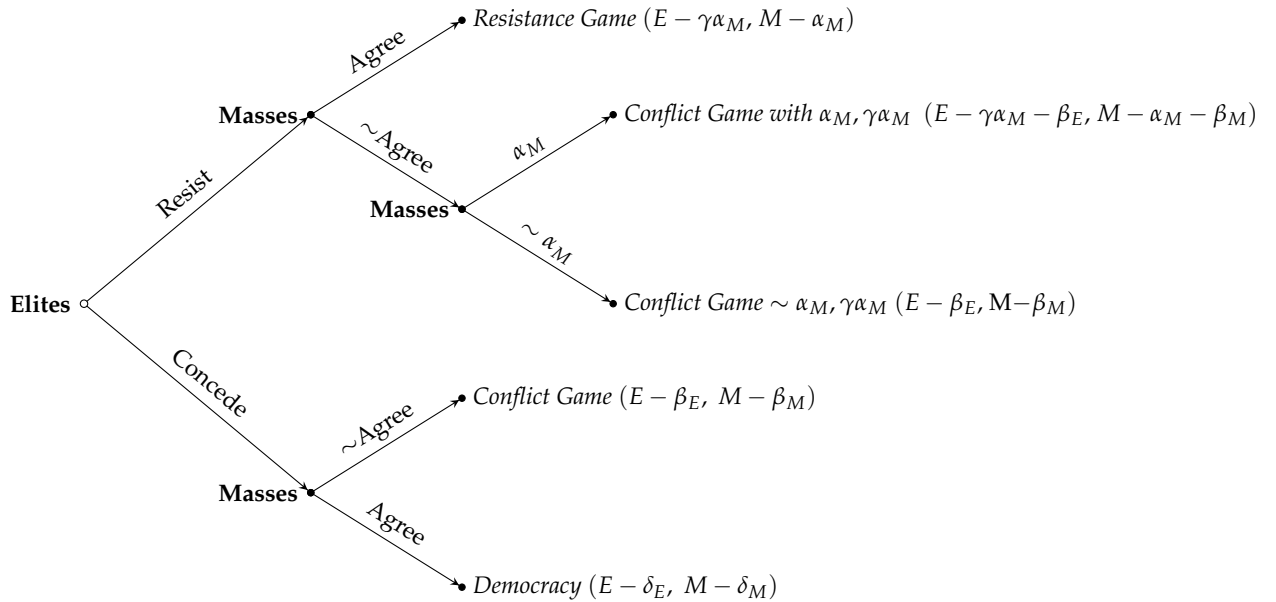 Resistance Game (E − γα_M, M − α_M)
Agree
Masses
Conflict Game with α_M, γα_M (E − γα_M − β_E, M − α_M − β_M)
∼Agree
α_M
Resist
Masses
∼ α_M
Elites
Conflict Game ∼ α_M, γα_M (E − β_E, M−β_M)
Concede
Conflict Game (E − β_E, M − β_M)
∼Agree
Masses
Agree
Democracy (E − δ_E, M − δ_M)